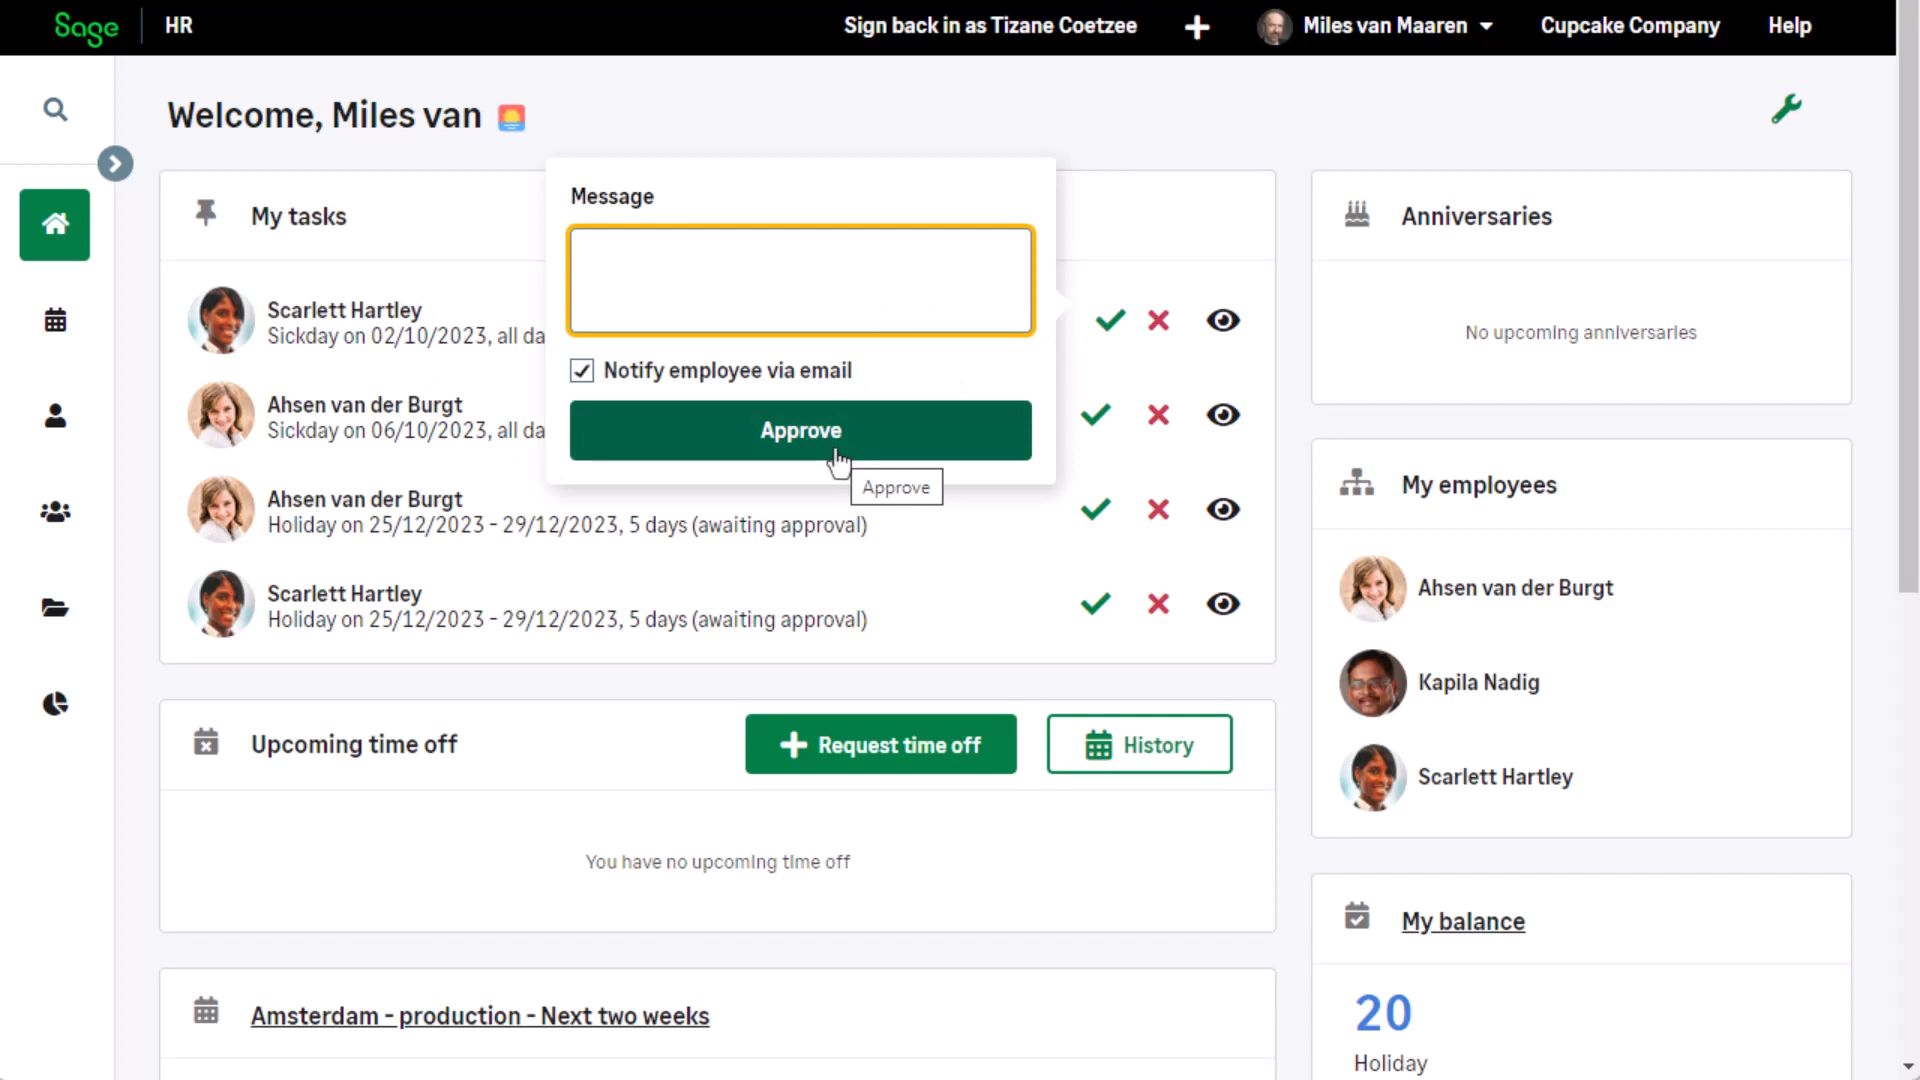 Sage HR Sign back in as Tizane Coetzee Miles van Maaren Cupcake Company Help
Welcome, Miles van
My tasks
Message
Scarlett Hartley
Sickday on 02/10/2023, all da
Ahsen van der Burgt
Sickday on 06/10/2023, all da
Notify employee via email
Approve
Approve
Ahsen van der Burgt
Holiday on 25/12/2023 - 29/12/2023, 5 days (awaiting approval)
Scarlett Hartley
Holiday on 25/12/2023 - 29/12/2023, 5 days (awaiting approval)
Upcoming time off
Request time off
History
You have no upcoming time off
Amsterdam - production - Next two weeks
Anniversaries
No upcoming anniversaries
My employees
Ahsen van der Burgt
Kapila Nadig
Scarlett Hartley
My balance
20
Holiday